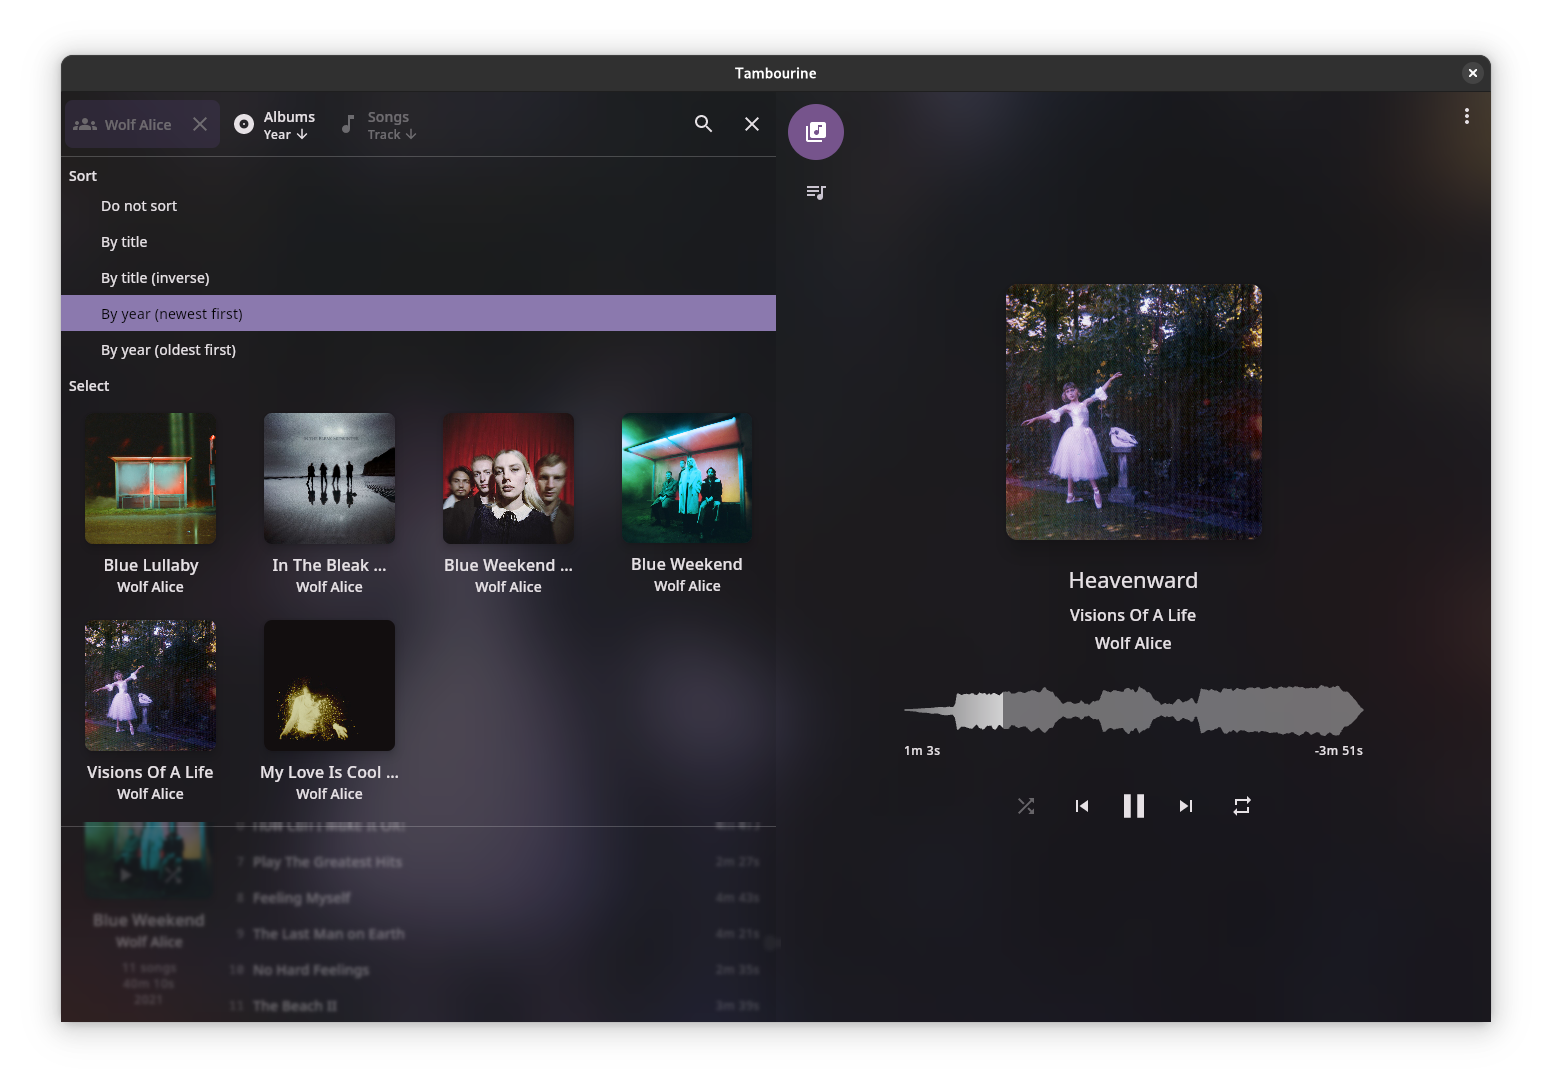 Tambourine
Wolf Alice
Albums
Year
Songs
Track
Sort
Do not sort
By title
By title (inverse)
By year (newest first)
By year (oldest first)
Select
Blue Lullaby
Wolf Alice
In The Bleak ...
Wolf Alice
Blue Weekend ...
Wolf Alice
Blue Weekend
Wolf Alice
Visions Of A Life
Wolf Alice
My Love Is Cool ...
Wolf Alice
7 Play The Greatest Hits 2m 27s
8 Feeling Myself 4m 43s
9 The Last Man on Earth 4m 21s
10 No Hard Feelings 2m 35s
11 The Beach II 3m 39s
Blue Weekend
Wolf Alice
11 songs
40m 10s
2021
Heavenward
Visions Of A Life
Wolf Alice
1m 3s
-3m 51s